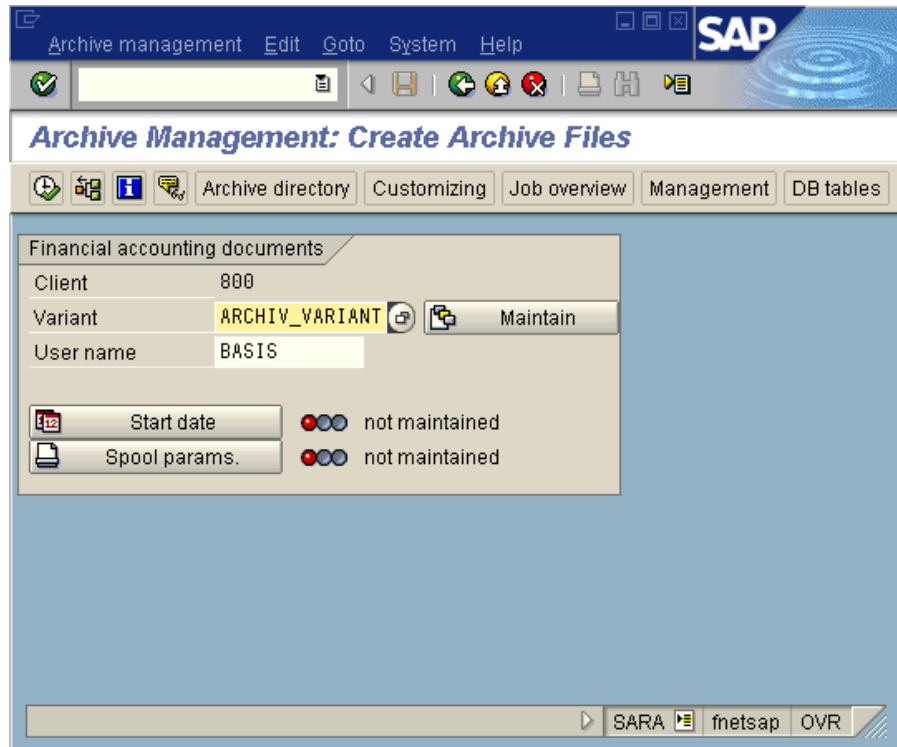 Archive management Edit Goto System Help
SAP
Archive Management: Create Archive Files
Archive directory Customizing Job overview Management DB tables
Financial accounting documents
Client 800
Variant ARCHIV_VARIANT Maintain
User name BASIS
12 Start date not maintained
Spool params. not maintained
SARA fnetsap OVR